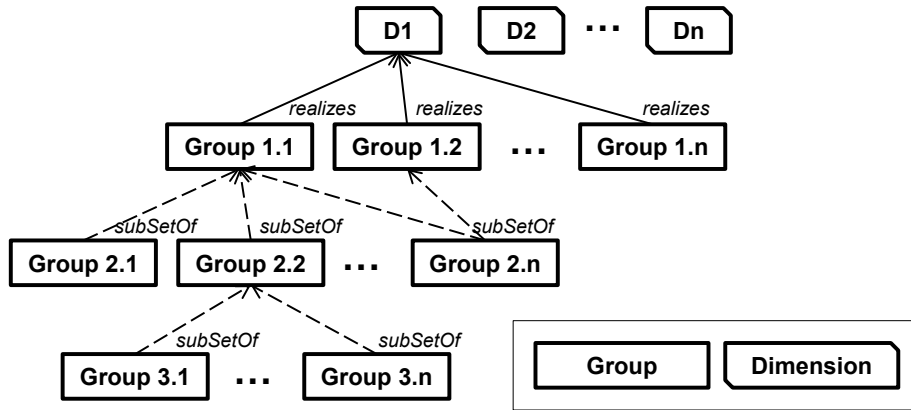 D1 D2 ... Dn
realizes realizes realizes
Group 1.1 Group 1.2 ... Group 1.n
subSetOf subSetOf subSetOf
Group 2.1 Group 2.2 ... Group 2.n
subSetOf subSetOf
Group 3.1 ... Group 3.n
Group Dimension